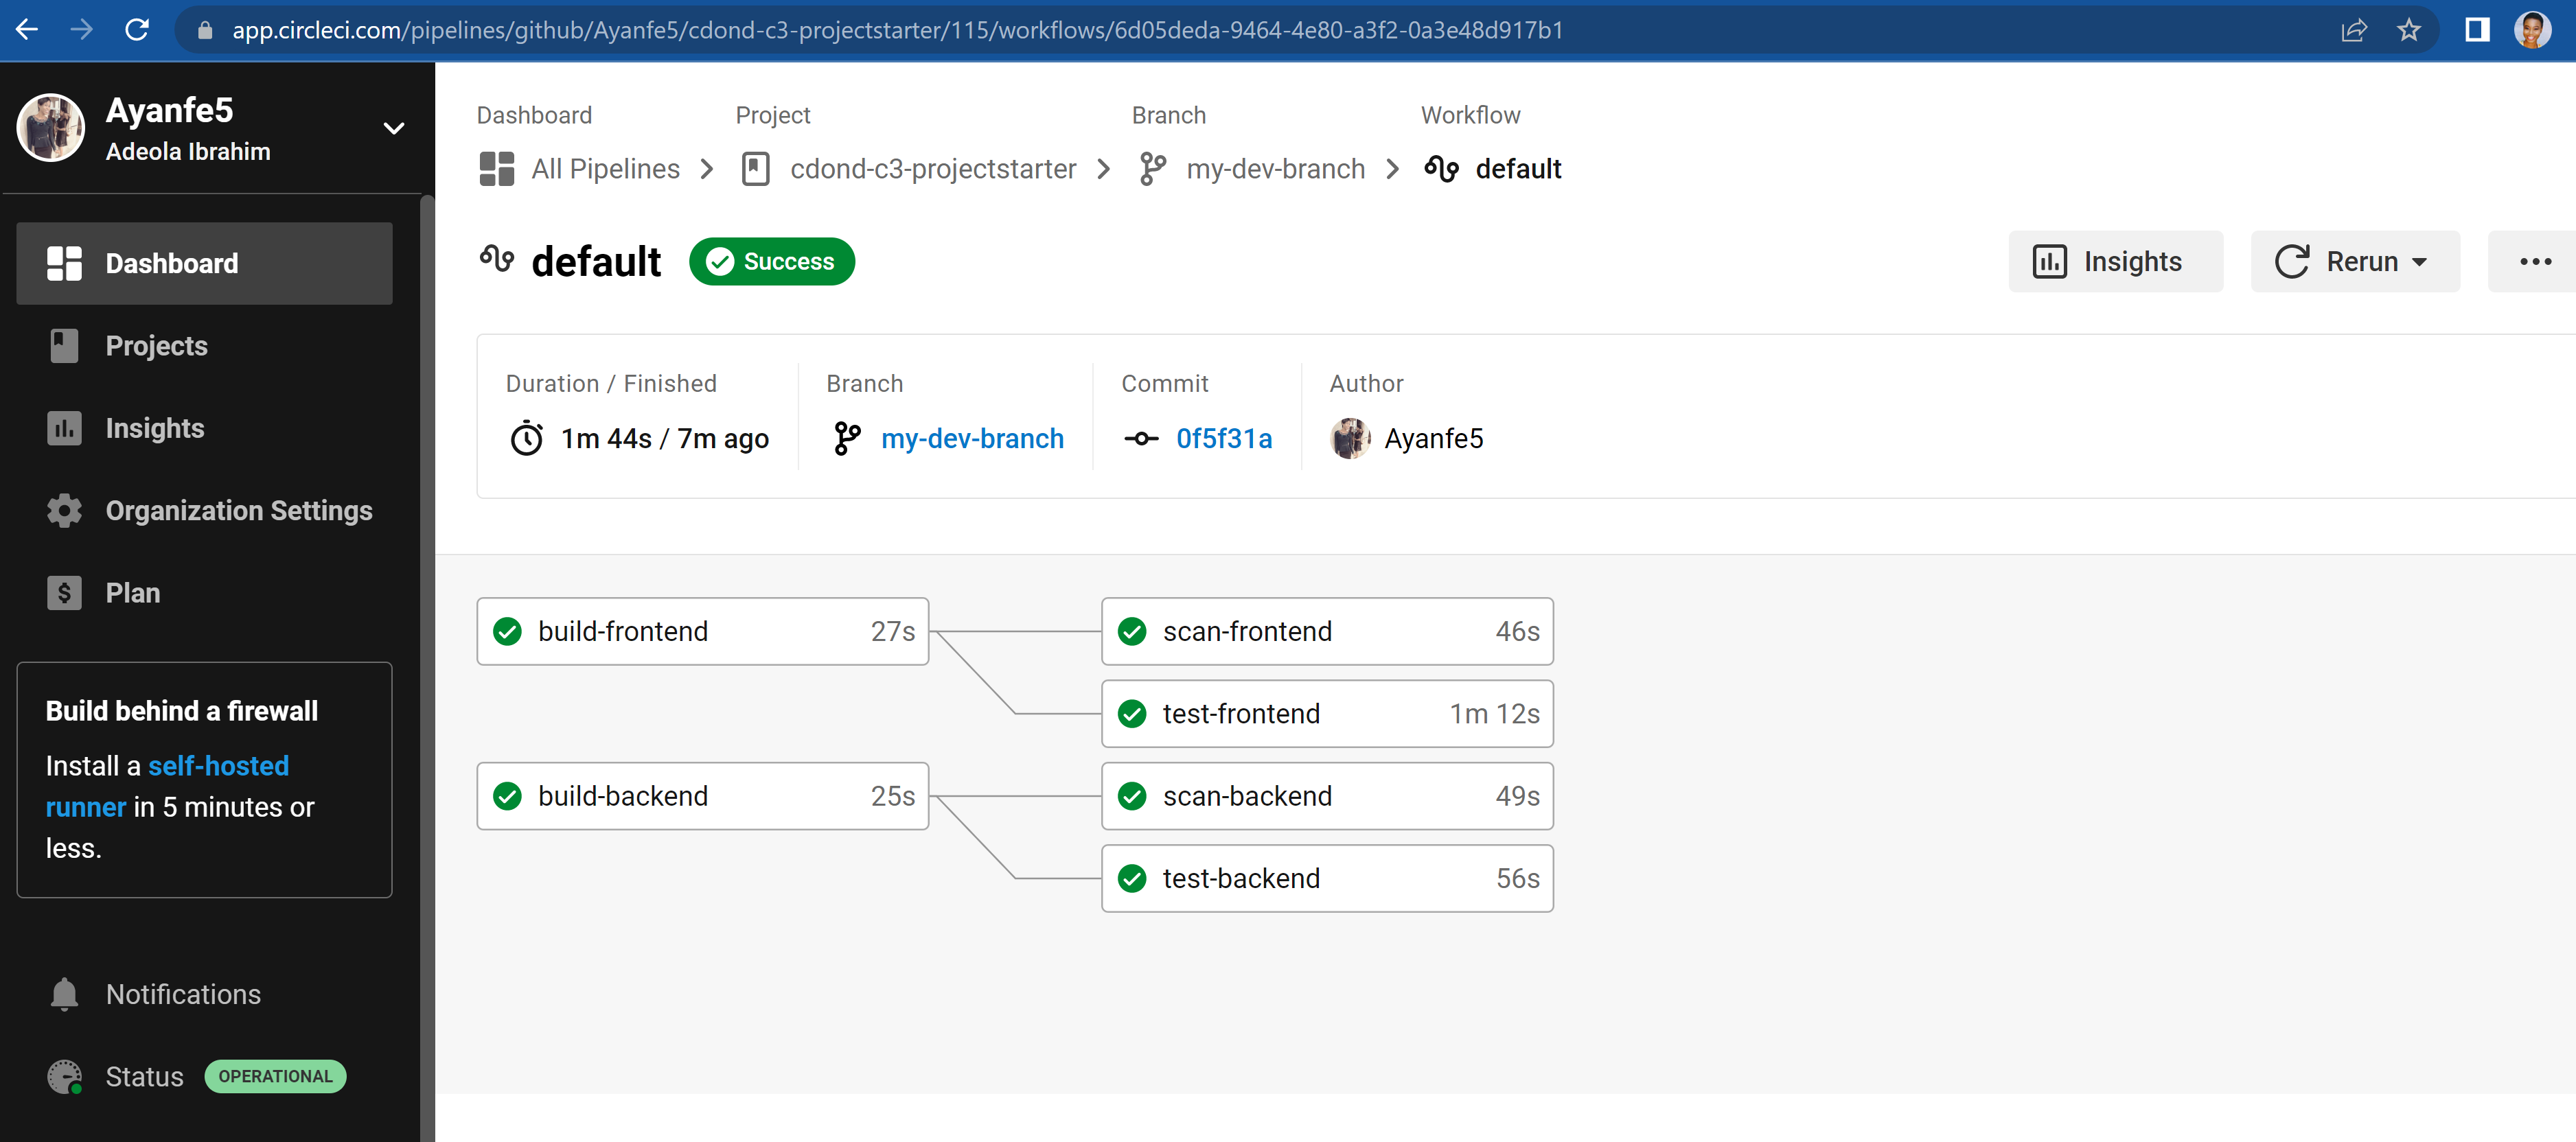 app.circleci.com/pipelines/github/Ayanfe5/cdond-c3-projectstarter/115/workflows/6d05deda-9464-4e80-a3f2-0a3e48d917b1
Ayanfe5
Adeola Ibrahim
Dashboard
Projects
Insights
Organization Settings
Plan
Build behind a firewall
Install a self-hosted
runner in 5 minutes or
less.
Notifications
Status OPERATIONAL
Dashboard Project Branch Workflow
All Pipelines cdond-c3-projectstarter my-dev-branch default
default Success Insights Rerun
Duration / Finished Branch Commit Author
1m 44s / 7m ago my-dev-branch 0f5f31a Ayanfe5
build-frontend 27s scan-frontend 46s
test-frontend 1m 12s
build-backend 25s scan-backend 49s
test-backend 56s